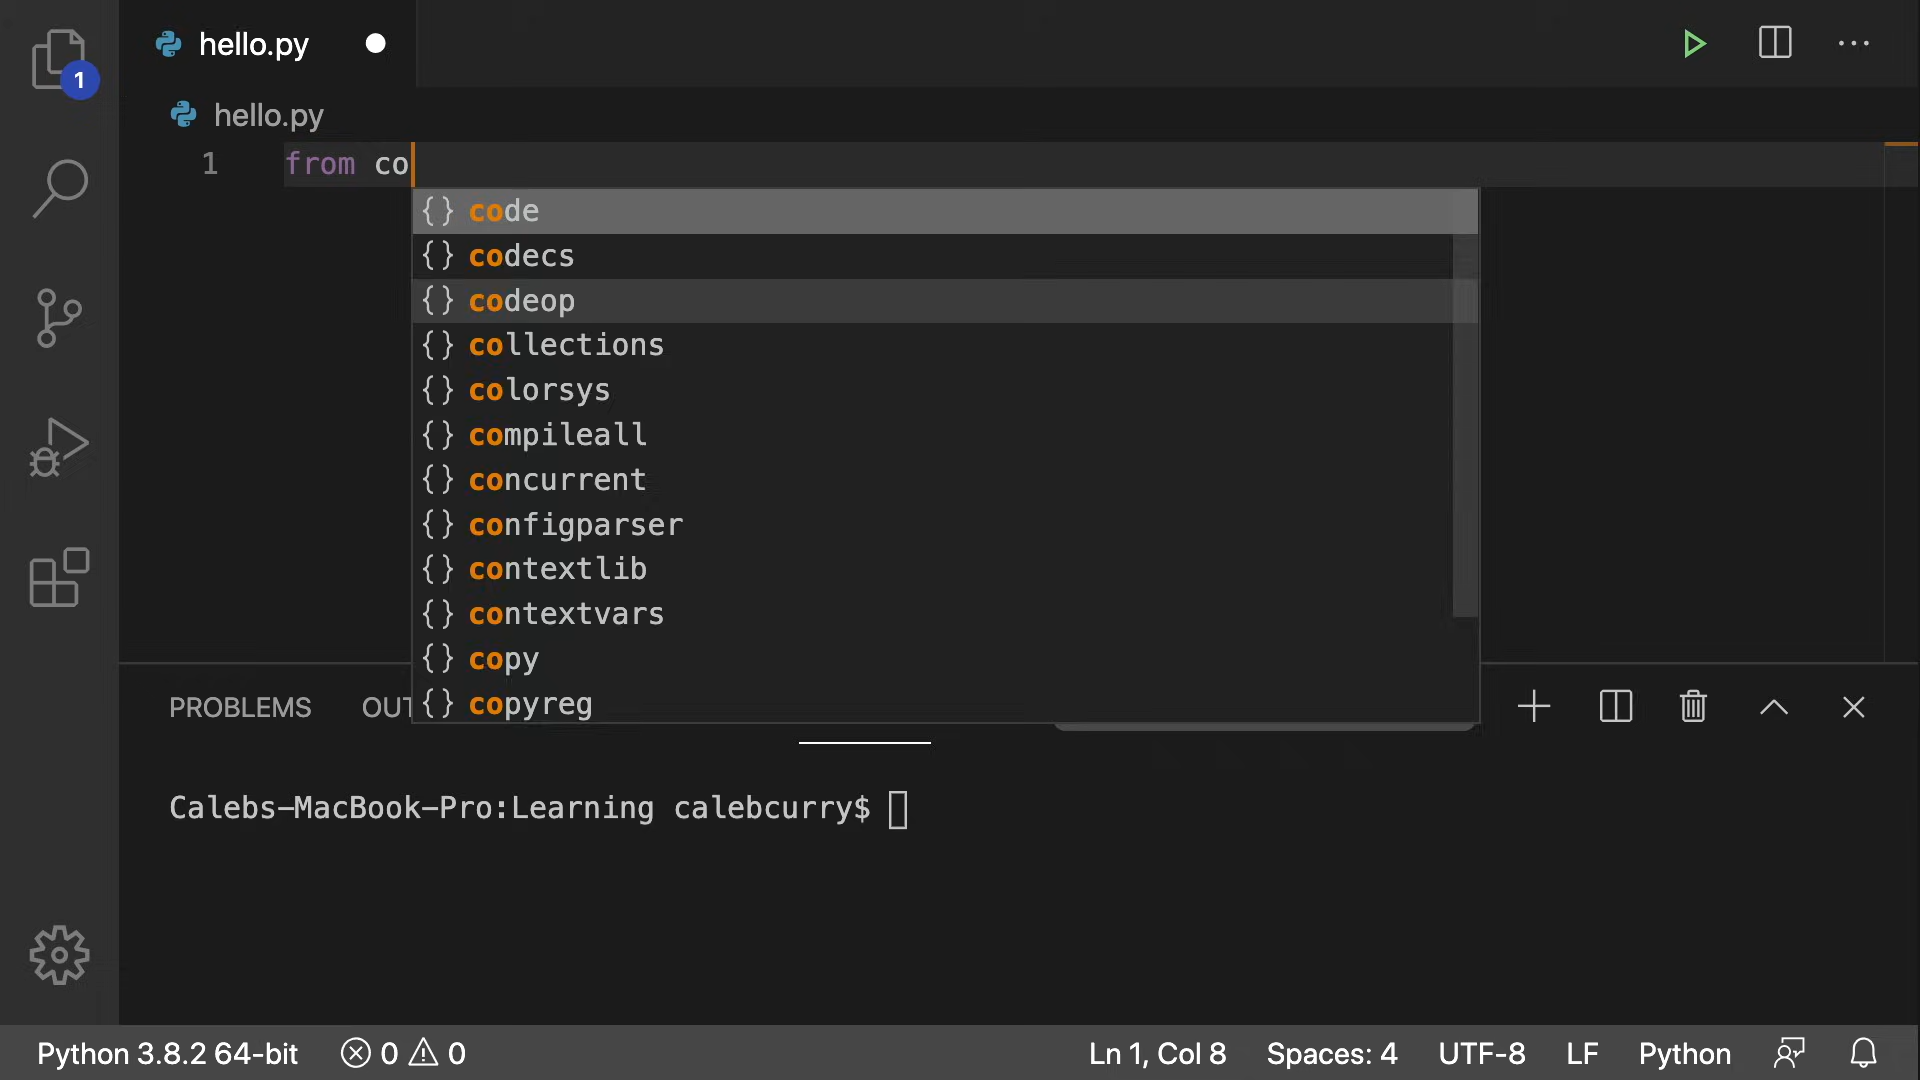 1
hello.py
hello.py
1 from co
{} code
{} codecs
{} codeop
{} collections
{} colorsys
{} compileall
{} concurrent
{} configparser
{} contextlib
{} contextvars
{} copy
{} copyreg
PROBLEMS OUT
Calebs-MacBook-Pro:Learning calebcurry$
Python 3.8.2 64-bit 0 0 Ln 1, Col 8 Spaces: 4 UTF-8 LF Python